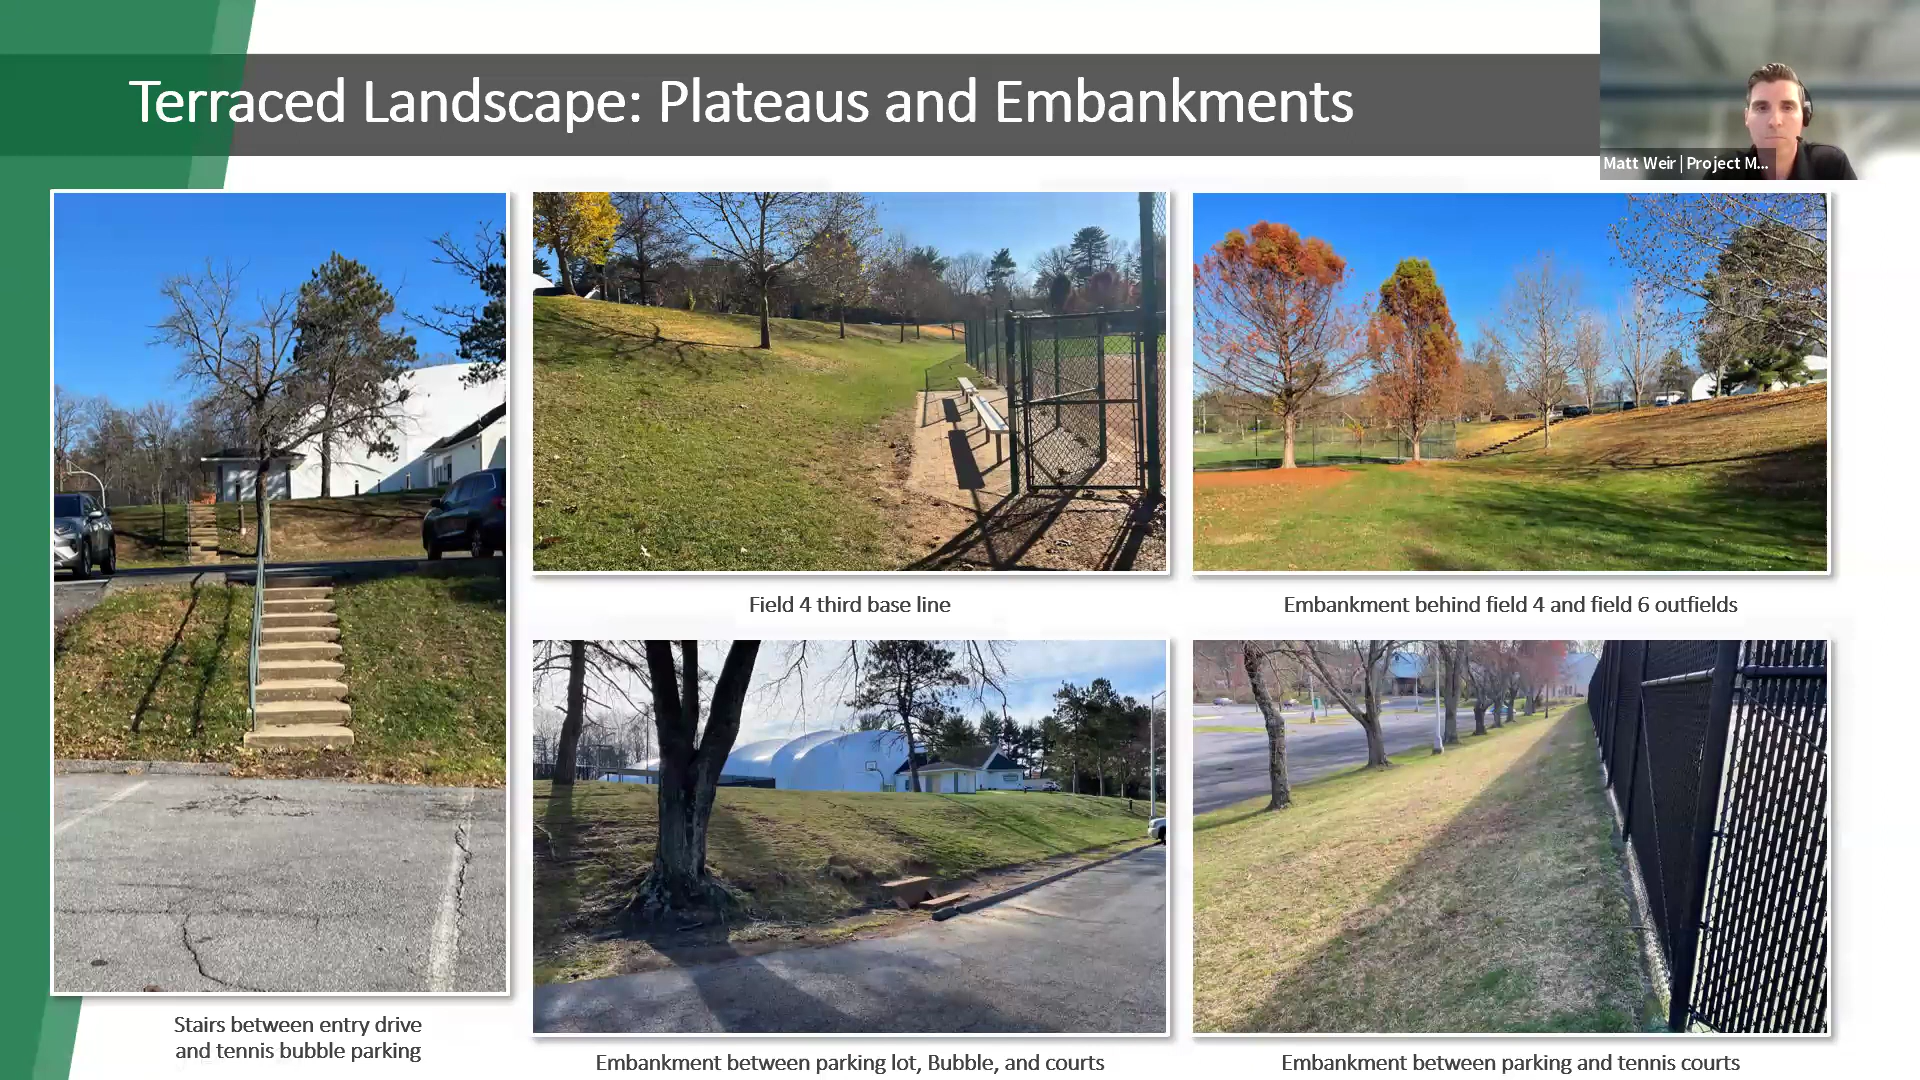 Terraced Landscape: Plateaus and Embankments
Matt Weir | Project M...
Field 4 third base line
Embankment behind field 4 and field 6 outfields
Stairs between entry drive
and tennis bubble parking
Embankment between parking lot, Bubble, and courts
Embankment between parking and tennis courts